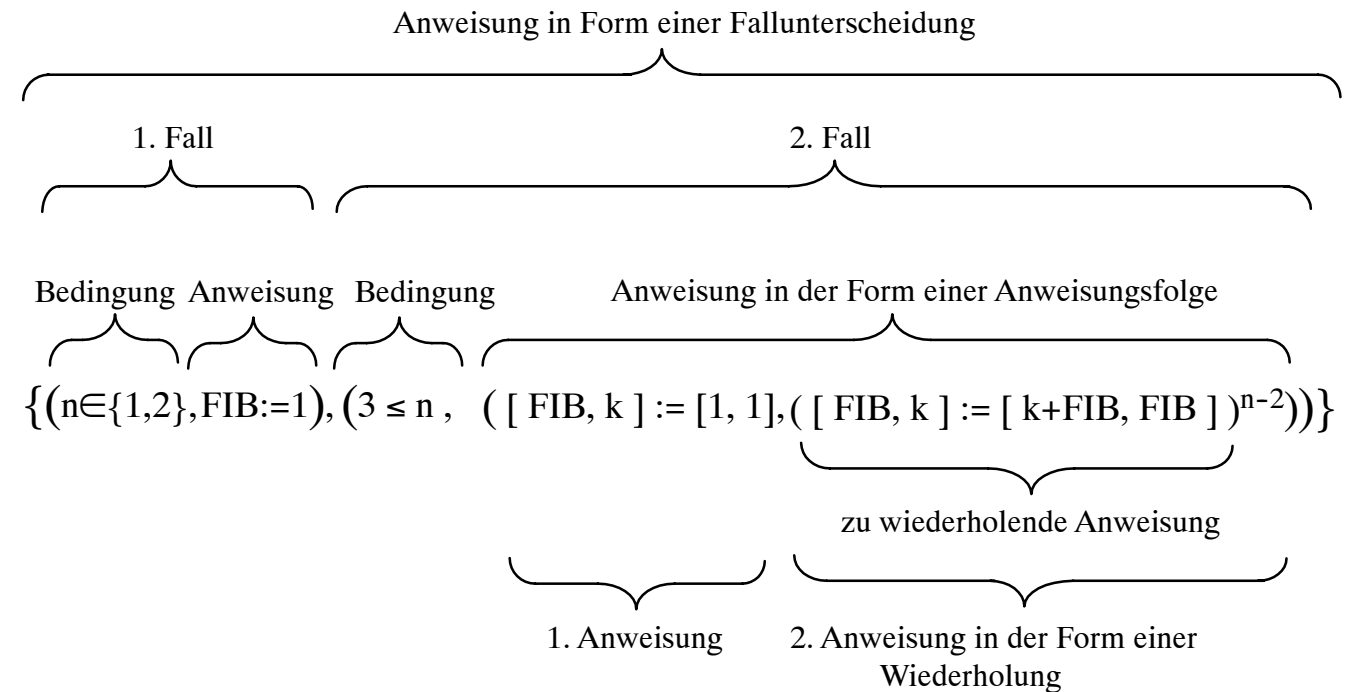 Anweisung in Form einer Fallunterscheidung
1. Fall 2. Fall
Bedingung Anweisung Bedingung Anweisung in der Form einer Anweisungsfolge
{(n∈{1,2},FIB:=1),(3 ≤ n , ( [ FIB, k ] := [1, 1],( [ FIB, k ] := [ k+FIB, FIB ] )ⁿ⁻²))}
zu wiederholende Anweisung
1. Anweisung 2. Anweisung in der Form einer
Wiederholung